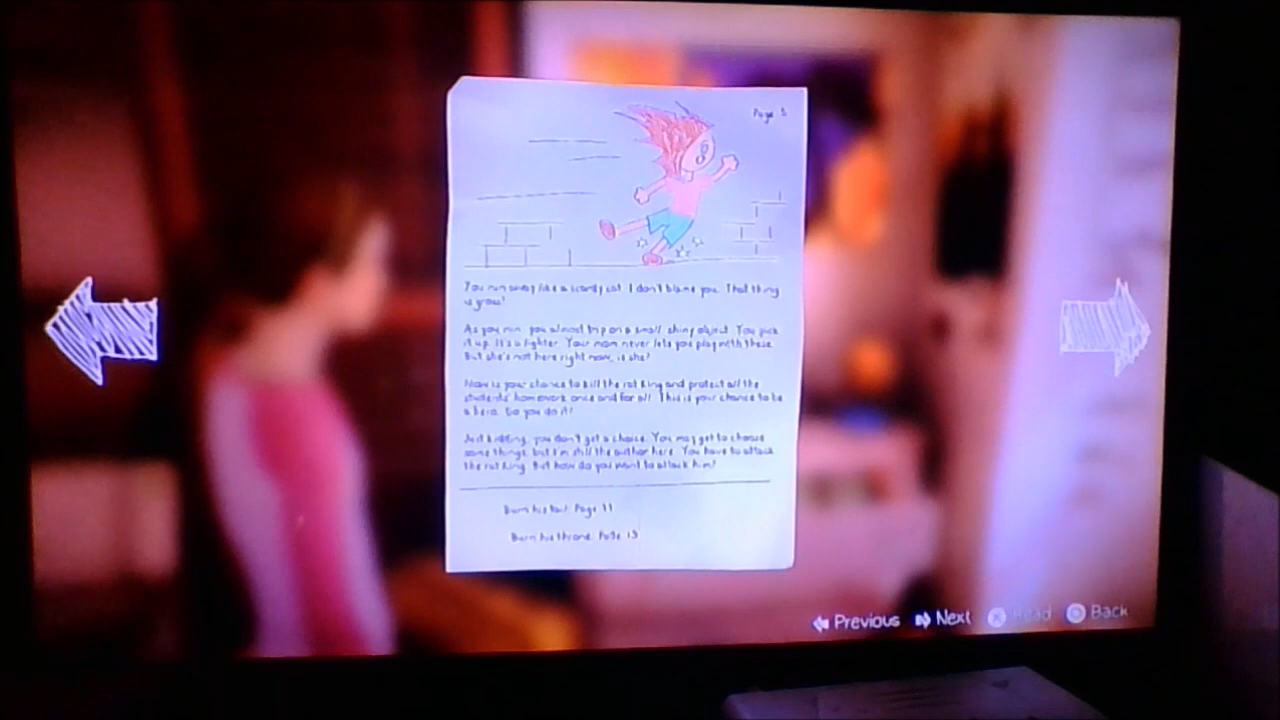 Page 5
You run away like a scaredy cat. I don't blame you. That thing
is gross!
As you run, you almost trip on a small, shiny object. You pick
it up. It's a lighter. Your mom never lets you play with these.
But she's not here right now, is she?
Now is your chance to kill the rat king and protect all the
students' homework once and for all. This is your chance to be
a hero. Do you do it?
Just kidding, you don't get a choice. You may get to choose
some things, but I'm still the author here. You have to attack
the rat king. But how do you want to attack him?
Burn his tail: Page 11
Burn his throne: Page 13
Previous Next Read Back